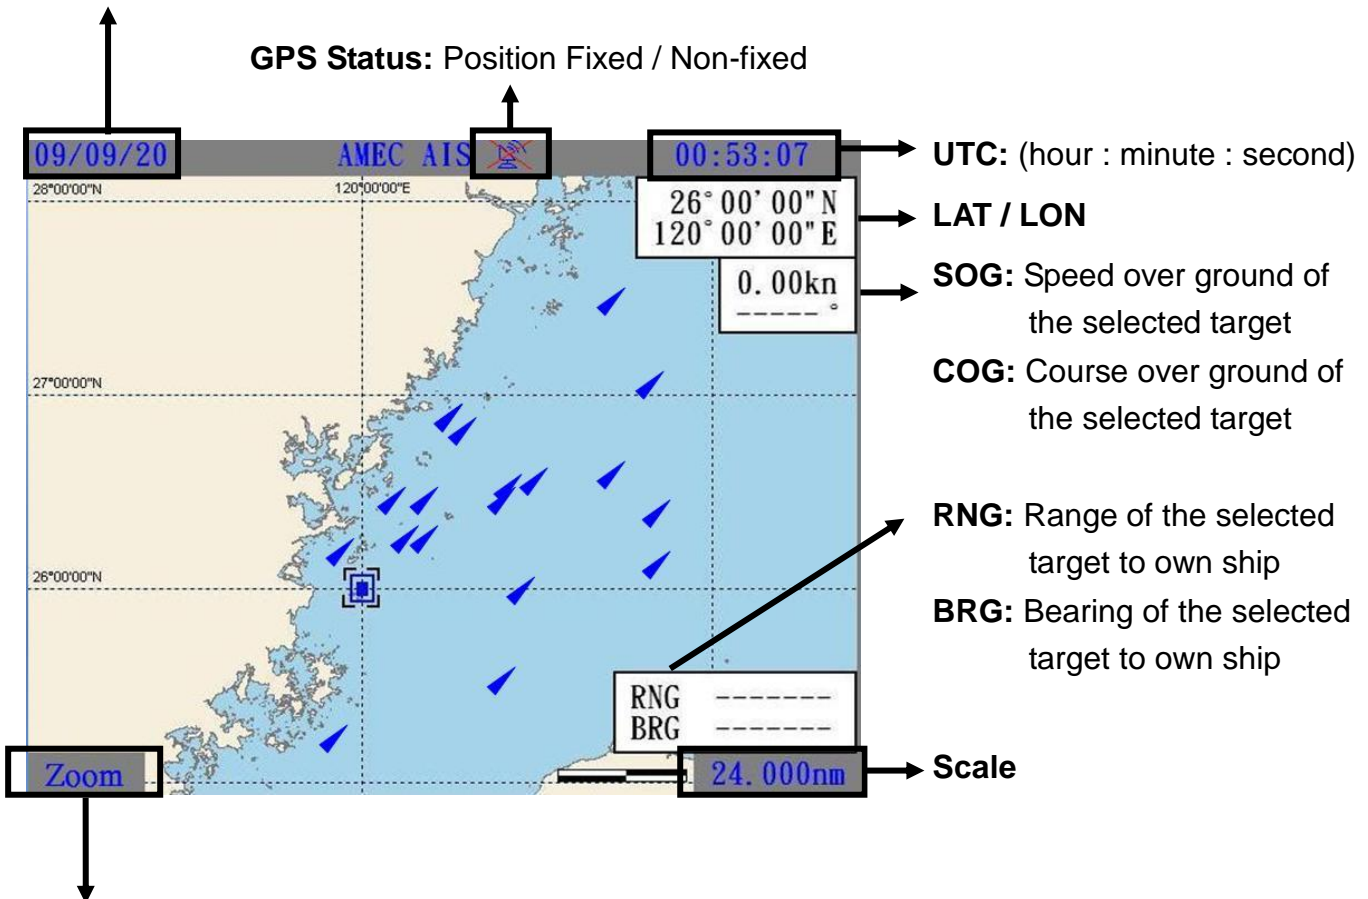 GPS Status: Position Fixed / Non-fixed
09/09/20 AMEC AIS 00:53:07
UTC: (hour : minute : second)
28°00'00"N 120°00'00"E
26°00'00"N
120°00'00"E
LAT / LON
0.00kn
-----°
SOG: Speed over ground of
the selected target
COG: Course over ground of
the selected target
27°00'00"N
26°00'00"N
RNG: Range of the selected
target to own ship
BRG: Bearing of the selected
target to own ship
RNG -------
BRG -------
Zoom
24.000nm
Scale